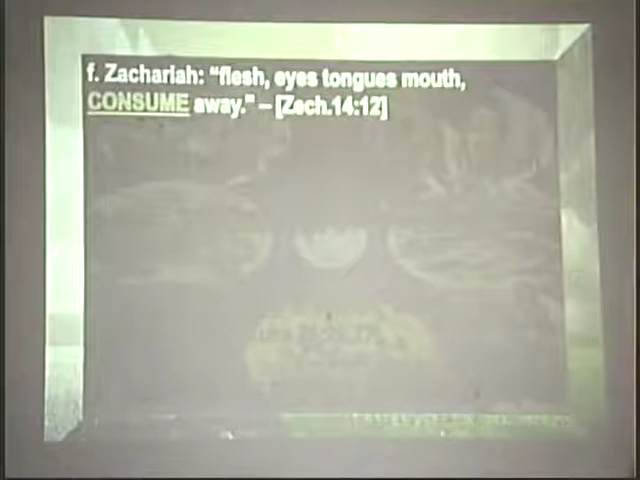 f. Zachariah: “flesh, eyes tongues mouth,
CONSUME away.” – [Zech.14:12]